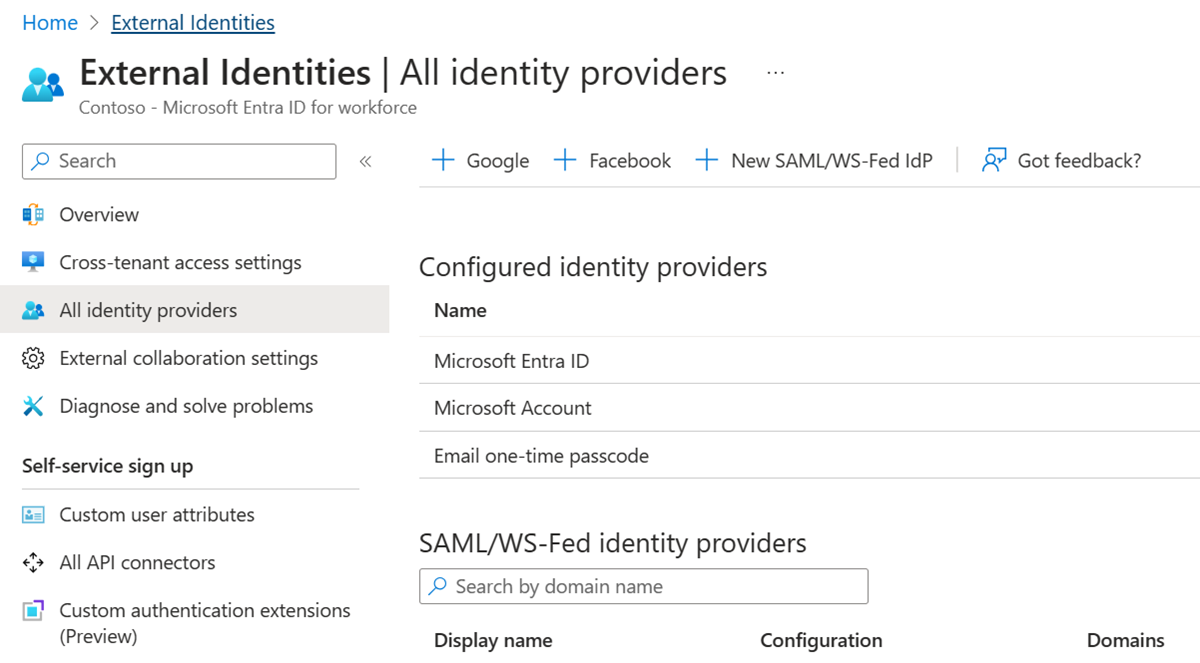 Home > External Identities
External Identities | All identity providers ...
Contoso - Microsoft Entra ID for workforce
Search «
Overview
Cross-tenant access settings
All identity providers
External collaboration settings
Diagnose and solve problems
Self-service sign up
Custom user attributes
All API connectors
Custom authentication extensions
(Preview)
+ Google + Facebook + New SAML/WS-Fed IdP | Got feedback?
Configured identity providers
Name
Microsoft Entra ID
Microsoft Account
Email one-time passcode
SAML/WS-Fed identity providers
Search by domain name
Display name Configuration Domains